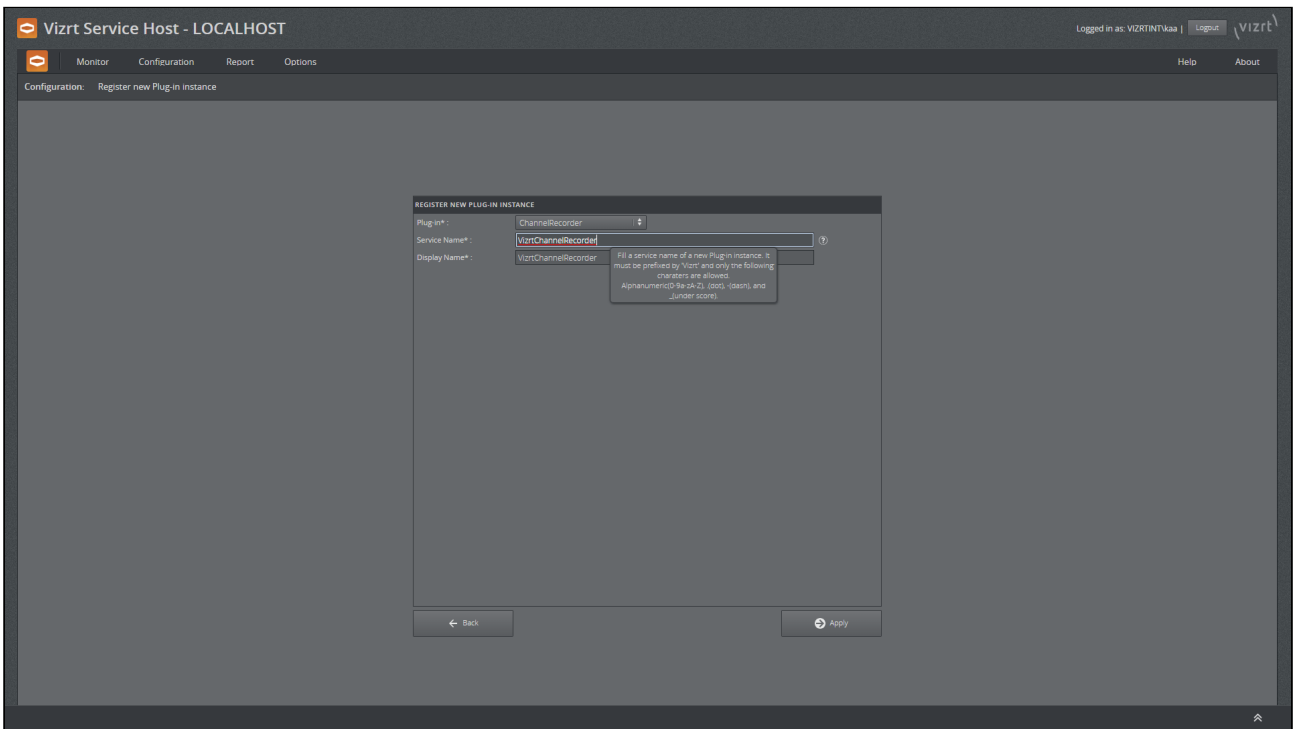 Vizrt Service Host - LOCALHOST
Logged in as: VIZRTINT\kaa | Logout vizrt
Monitor Configuration Report Options Help About
Configuration: Register new Plug-in instance
REGISTER NEW PLUG-IN INSTANCE
Plug-in* : ChannelRecorder
Service Name* : VizrtChannelRecorder ?
Display Name* : VizrtChannelRecorder
Fill a service name of a new Plug-in instance. It
must be prefixed by 'Vizrt' and only the following
charaters are allowed.
Alphanumeric(0-9a-zA-Z), .(dot), -(dash), and
_(under score).
Back Apply